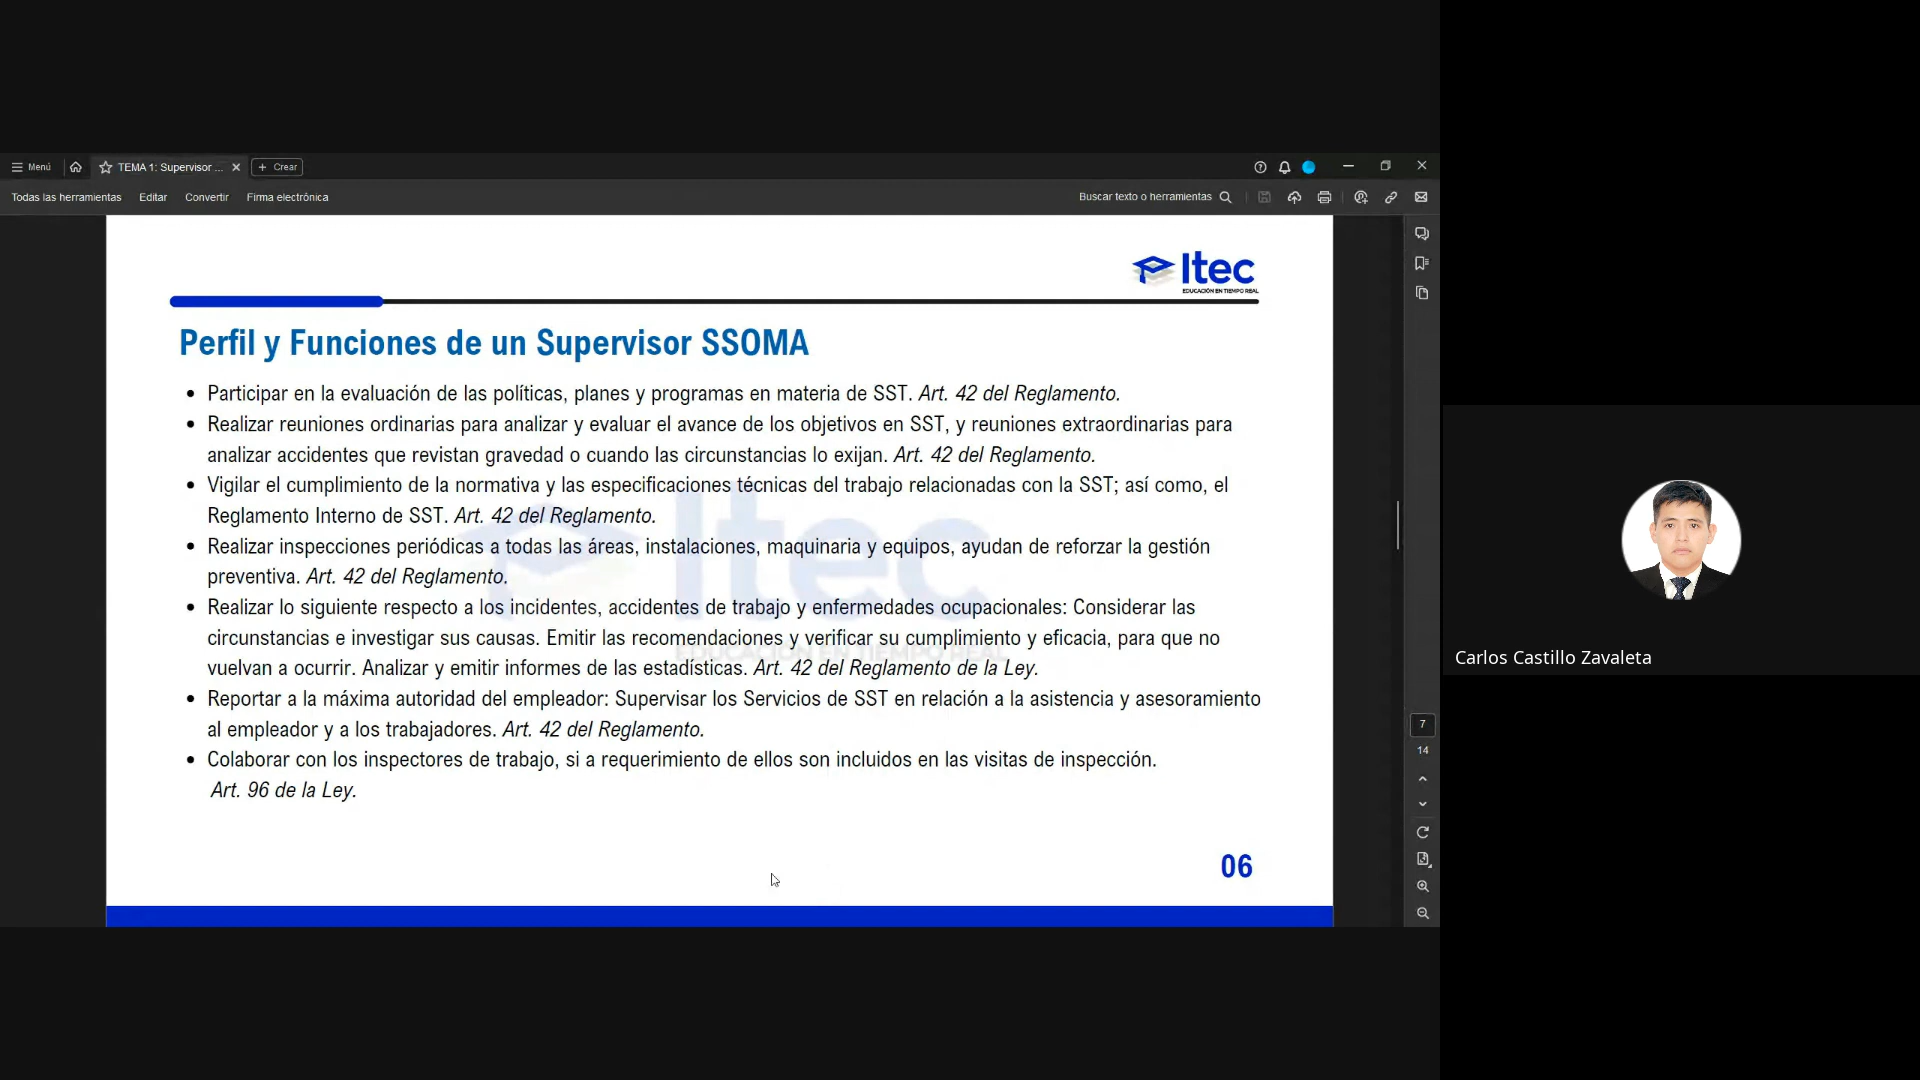 Menú
TEMA 1: Supervisor ...
Crear
Todas las herramientas
Editar
Convertir
Firma electrónica
Buscar texto o herramientas
Itec
EDUCACIÓN EN TIEMPO REAL
Perfil y Funciones de un Supervisor SSOMA
• Participar en la evaluación de las políticas, planes y programas en materia de SST. Art. 42 del Reglamento.
• Realizar reuniones ordinarias para analizar y evaluar el avance de los objetivos en SST, y reuniones extraordinarias para
analizar accidentes que revistan gravedad o cuando las circunstancias lo exijan. Art. 42 del Reglamento.
• Vigilar el cumplimiento de la normativa y las especificaciones técnicas del trabajo relacionadas con la SST; así como, el
Reglamento Interno de SST. Art. 42 del Reglamento.
• Realizar inspecciones periódicas a todas las áreas, instalaciones, maquinaria y equipos, ayudan de reforzar la gestión
preventiva. Art. 42 del Reglamento.
• Realizar lo siguiente respecto a los incidentes, accidentes de trabajo y enfermedades ocupacionales: Considerar las
circunstancias e investigar sus causas. Emitir las recomendaciones y verificar su cumplimiento y eficacia, para que no
vuelvan a ocurrir. Analizar y emitir informes de las estadísticas. Art. 42 del Reglamento de la Ley.
• Reportar a la máxima autoridad del empleador: Supervisar los Servicios de SST en relación a la asistencia y asesoramiento
al empleador y a los trabajadores. Art. 42 del Reglamento.
• Colaborar con los inspectores de trabajo, si a requerimiento de ellos son incluidos en las visitas de inspección.
Art. 96 de la Ley.
Itec
EDUCACIÓN EN TIEMPO REAL
06
7
14
Carlos Castillo Zavaleta